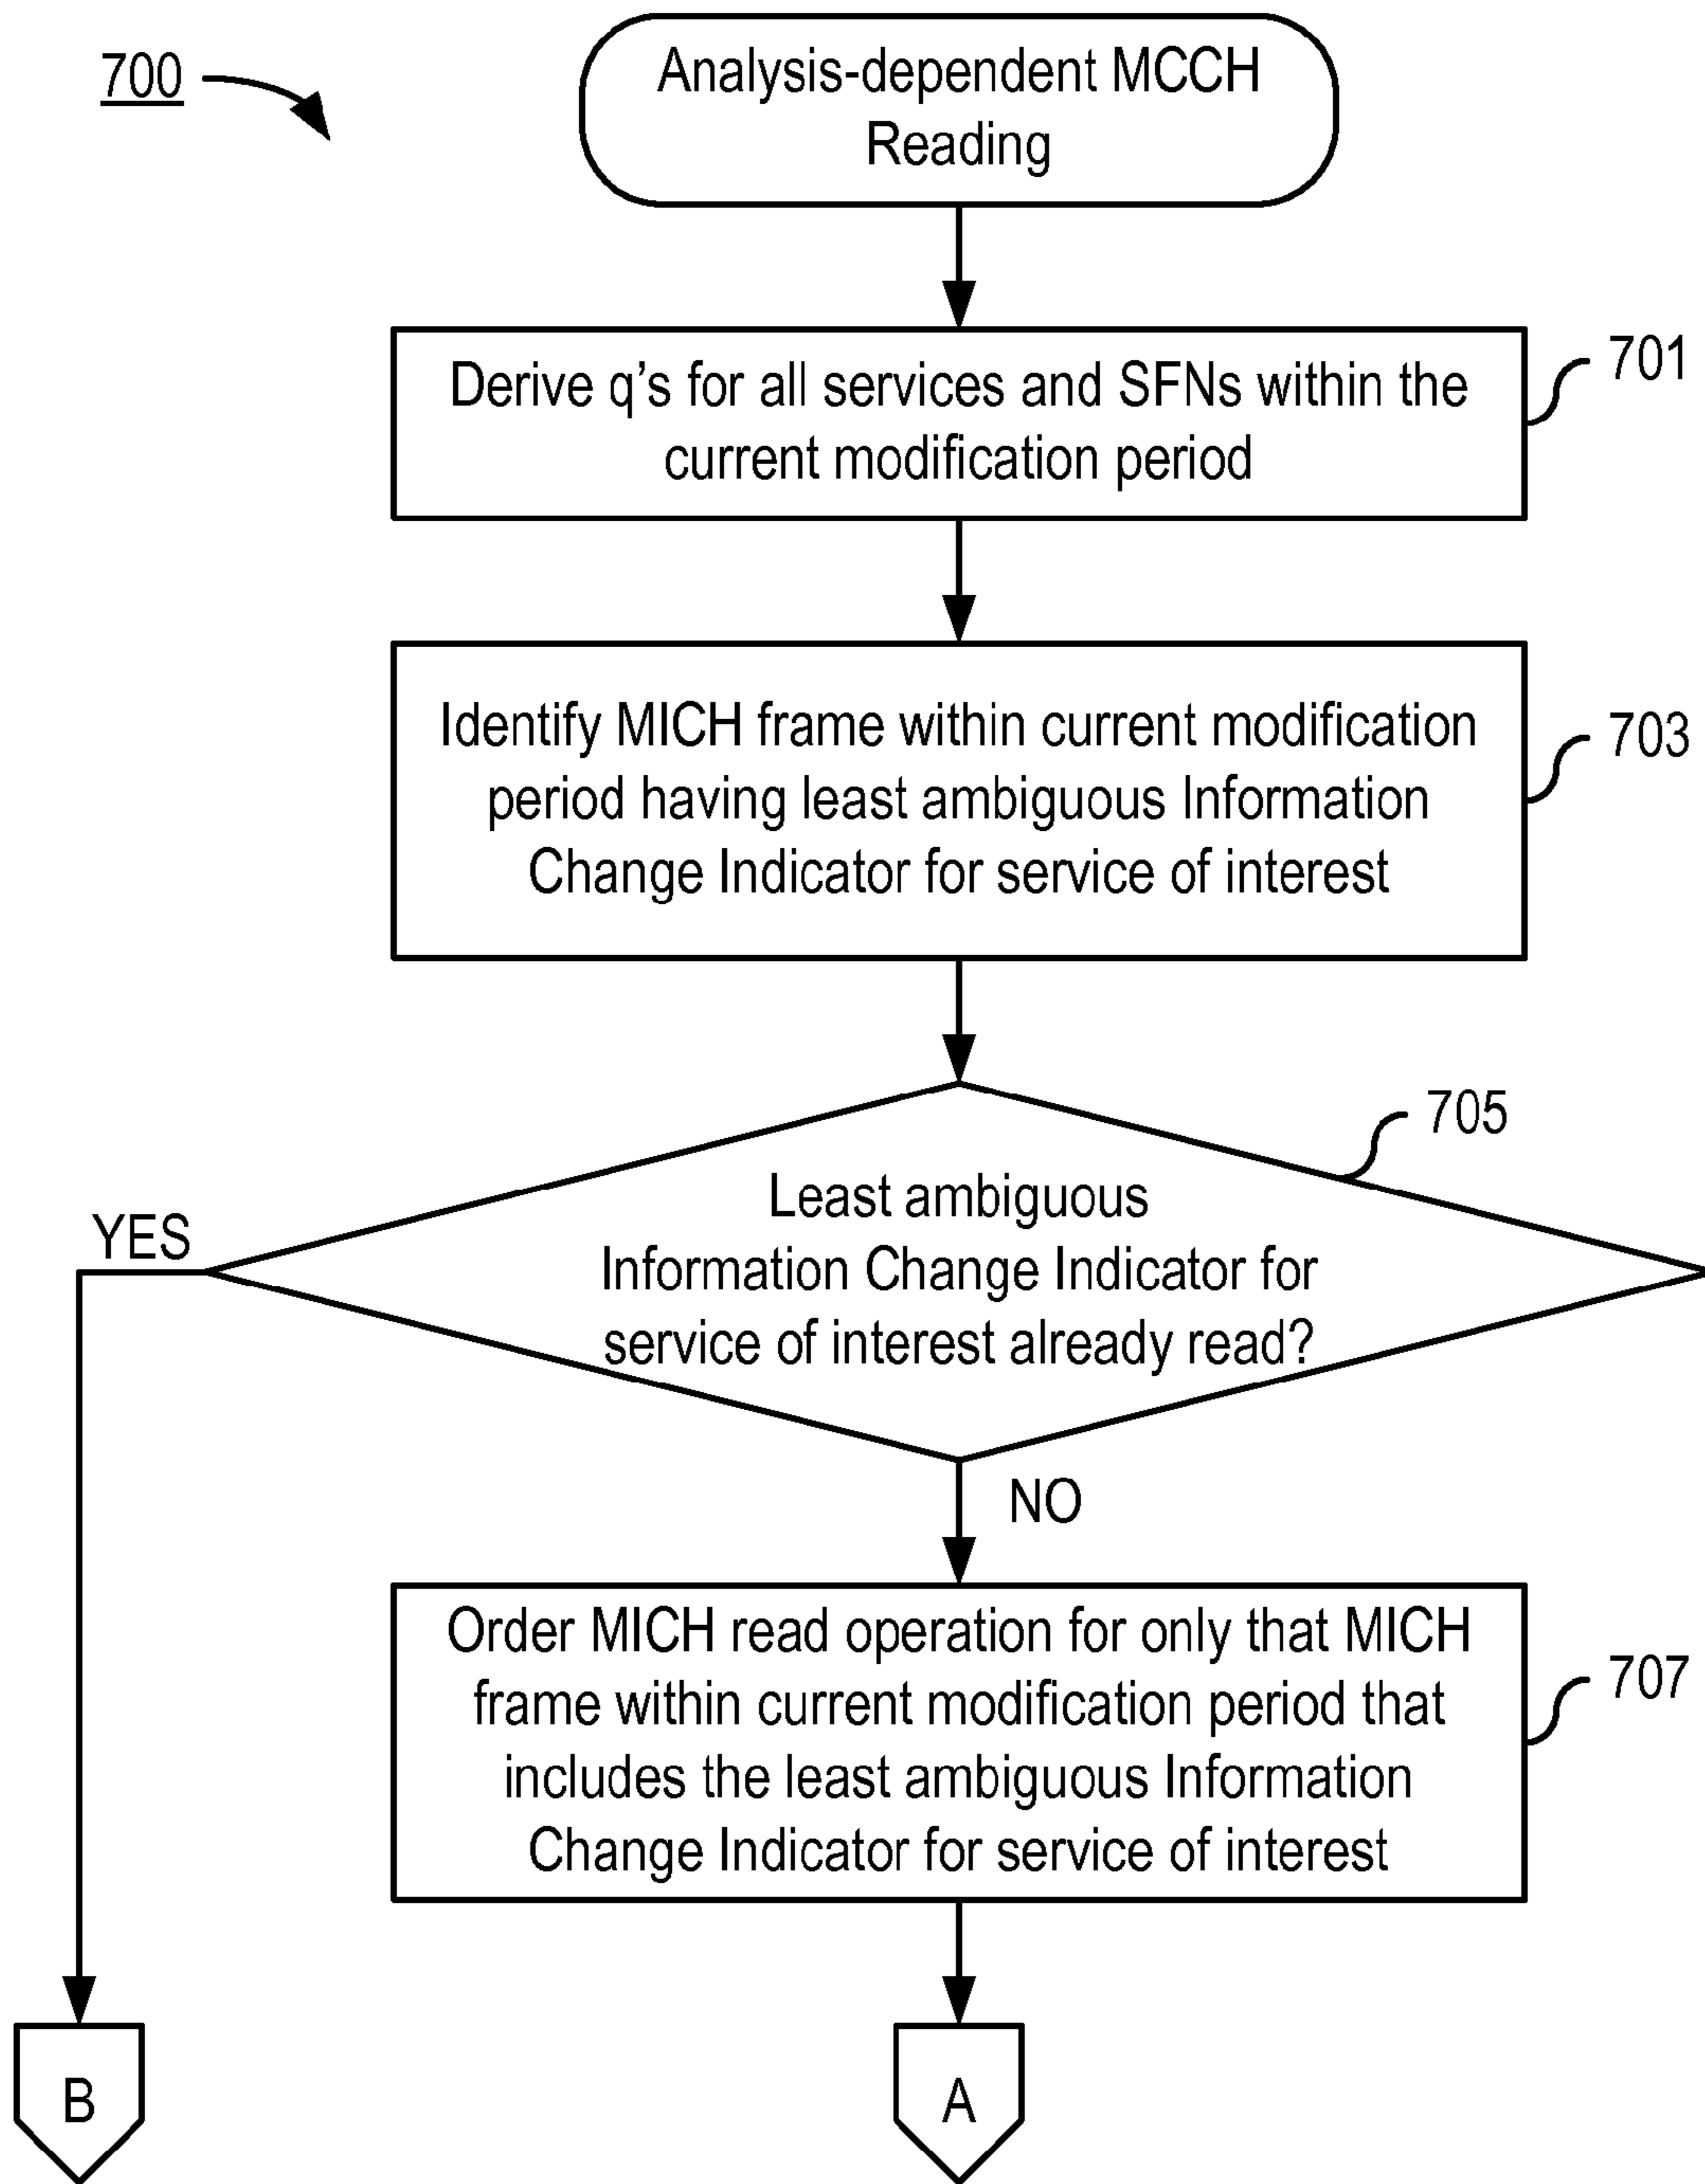 700
Analysis-dependent MCCH
Reading
701
Derive q's for all services and SFNs within the
current modification period
703
Identify MICH frame within current modification
period having least ambiguous Information
Change Indicator for service of interest
705
Least ambiguous
Information Change Indicator for
service of interest already read?
YES
NO
Order MICH read operation for only that MICH
frame within current modification period that
includes the least ambiguous Information
Change Indicator for service of interest
707
B
A